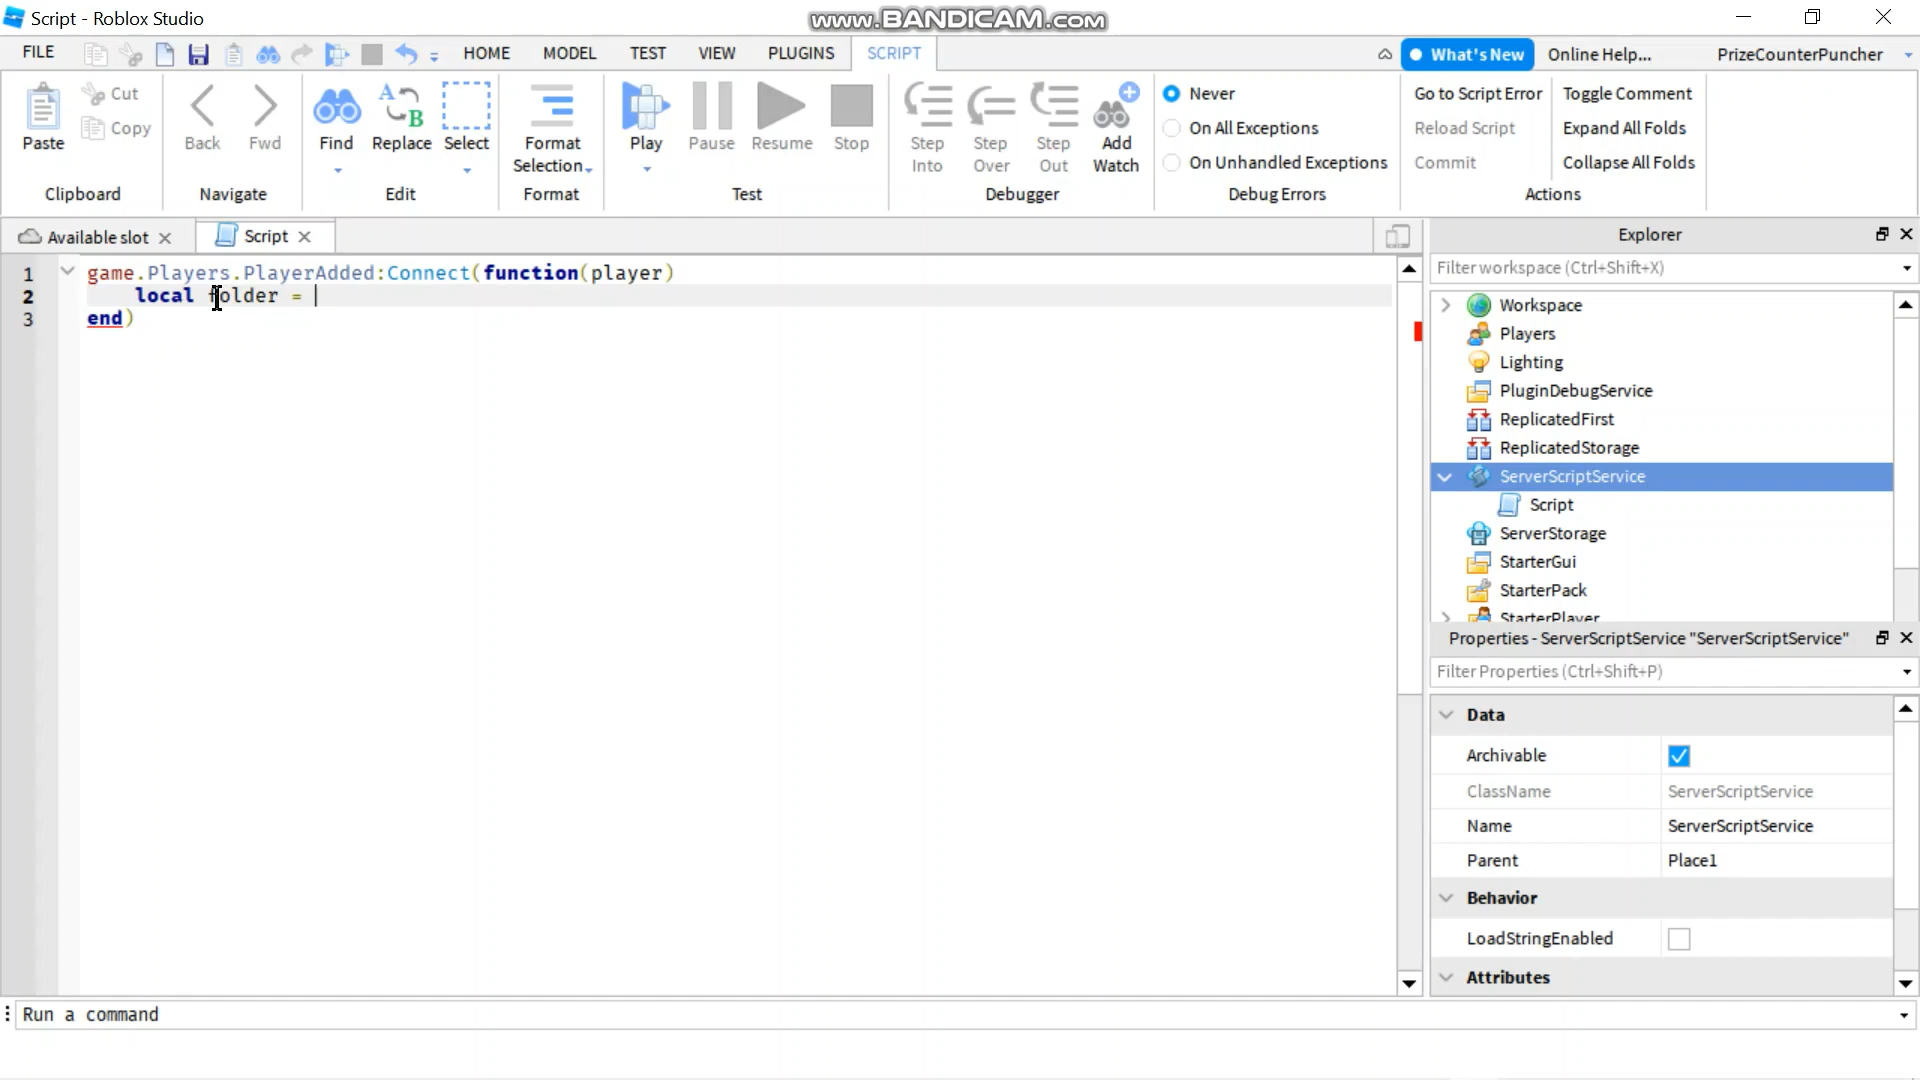 Script - Roblox Studio
www.BANDICAM.com
FILE
HOME
MODEL
TEST
VIEW
PLUGINS
SCRIPT
What's New
Online Help...
PrizeCounterPuncher
Paste
Cut
Copy
Clipboard
Back
Fwd
Navigate
Find
Replace
Select
Edit
Format
Selection
Format
Play
Pause
Resume
Stop
Test
Step
Into
Step
Over
Step
Out
Add
Watch
Debugger
Never
On All Exceptions
On Unhandled Exceptions
Debug Errors
Go to Script Error
Reload Script
Commit
Toggle Comment
Expand All Folds
Collapse All Folds
Actions
Available slot
Script
1 game.Players.PlayerAdded:Connect(function(player)
2 local folder =
3 end)
Explorer
Filter workspace (Ctrl+Shift+X)
Workspace
Players
Lighting
PluginDebugService
ReplicatedFirst
ReplicatedStorage
ServerScriptService
Script
ServerStorage
StarterGui
StarterPack
StarterPlayer
Properties - ServerScriptService "ServerScriptService"
Filter Properties (Ctrl+Shift+P)
Data
Archivable
ClassName ServerScriptService
Name ServerScriptService
Parent Place1
Behavior
LoadStringEnabled
Attributes
Run a command